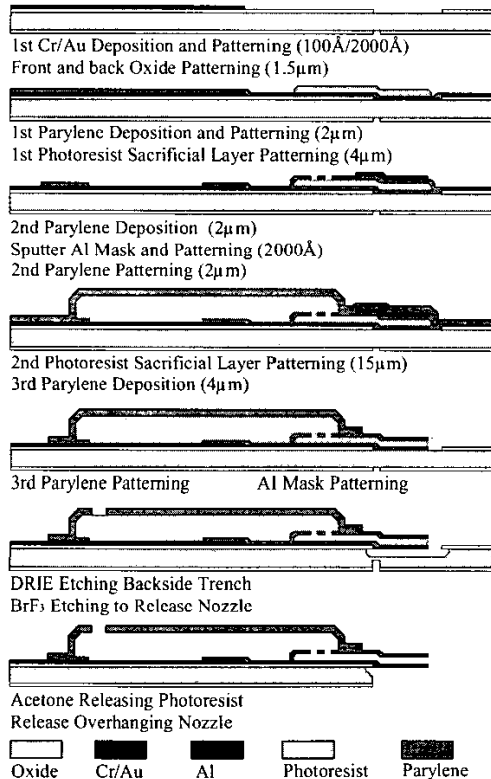 1st Cr/Au Deposition and Patterning (100Å/2000Å)
Front and back Oxide Patterning (1.5μm)
1st Parylene Deposition and Patterning (2μm)
1st Photoresist Sacrificial Layer Patterning (4μm)
2nd Parylene Deposition (2μm)
Sputter Al Mask and Patterning (2000Å)
2nd Parylene Patterning (2μm)
2nd Photoresist Sacrificial Layer Patterning (15μm)
3rd Parylene Deposition (4μm)
3rd Parylene Patterning Al Mask Patterning
DRIE Etching Backside Trench
BrF₃ Etching to Release Nozzle
Acetone Releasing Photoresist
Release Overhanging Nozzle
Oxide Cr/Au Al Photoresist Parylene